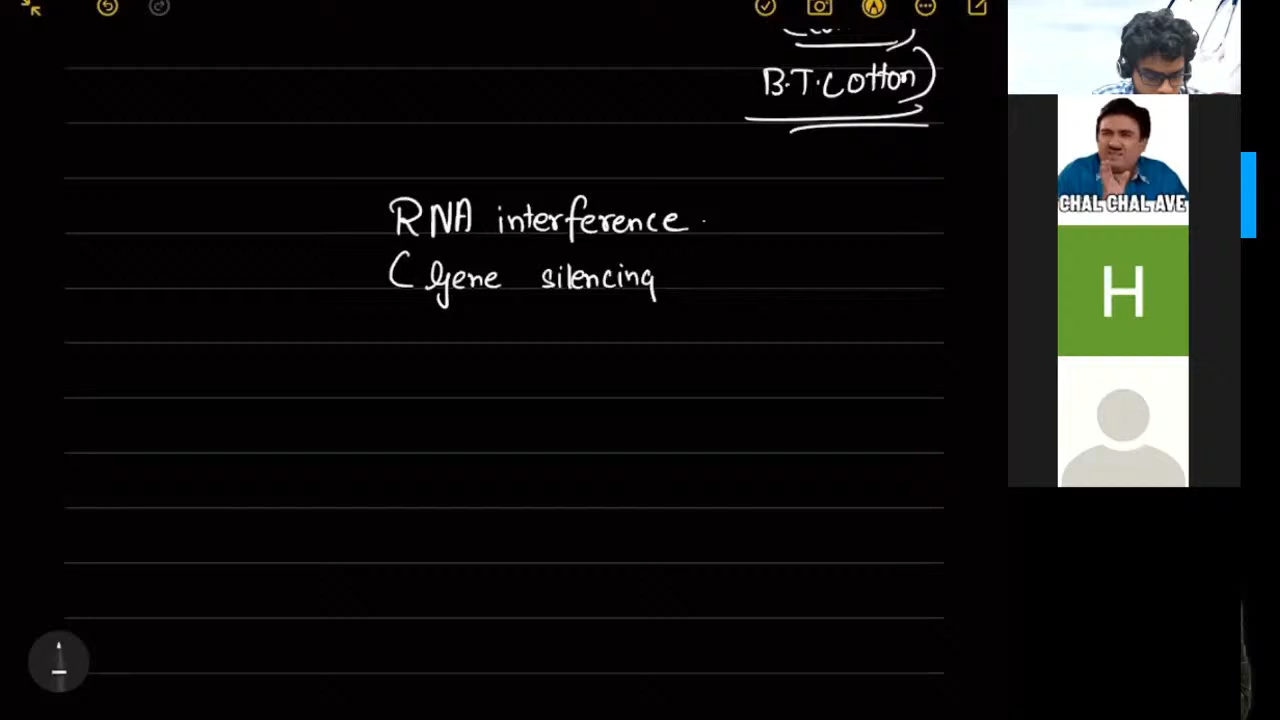 B.T.Cotton)
RNA interference.
(Gene silencing
CHAL CHAL AVE
H